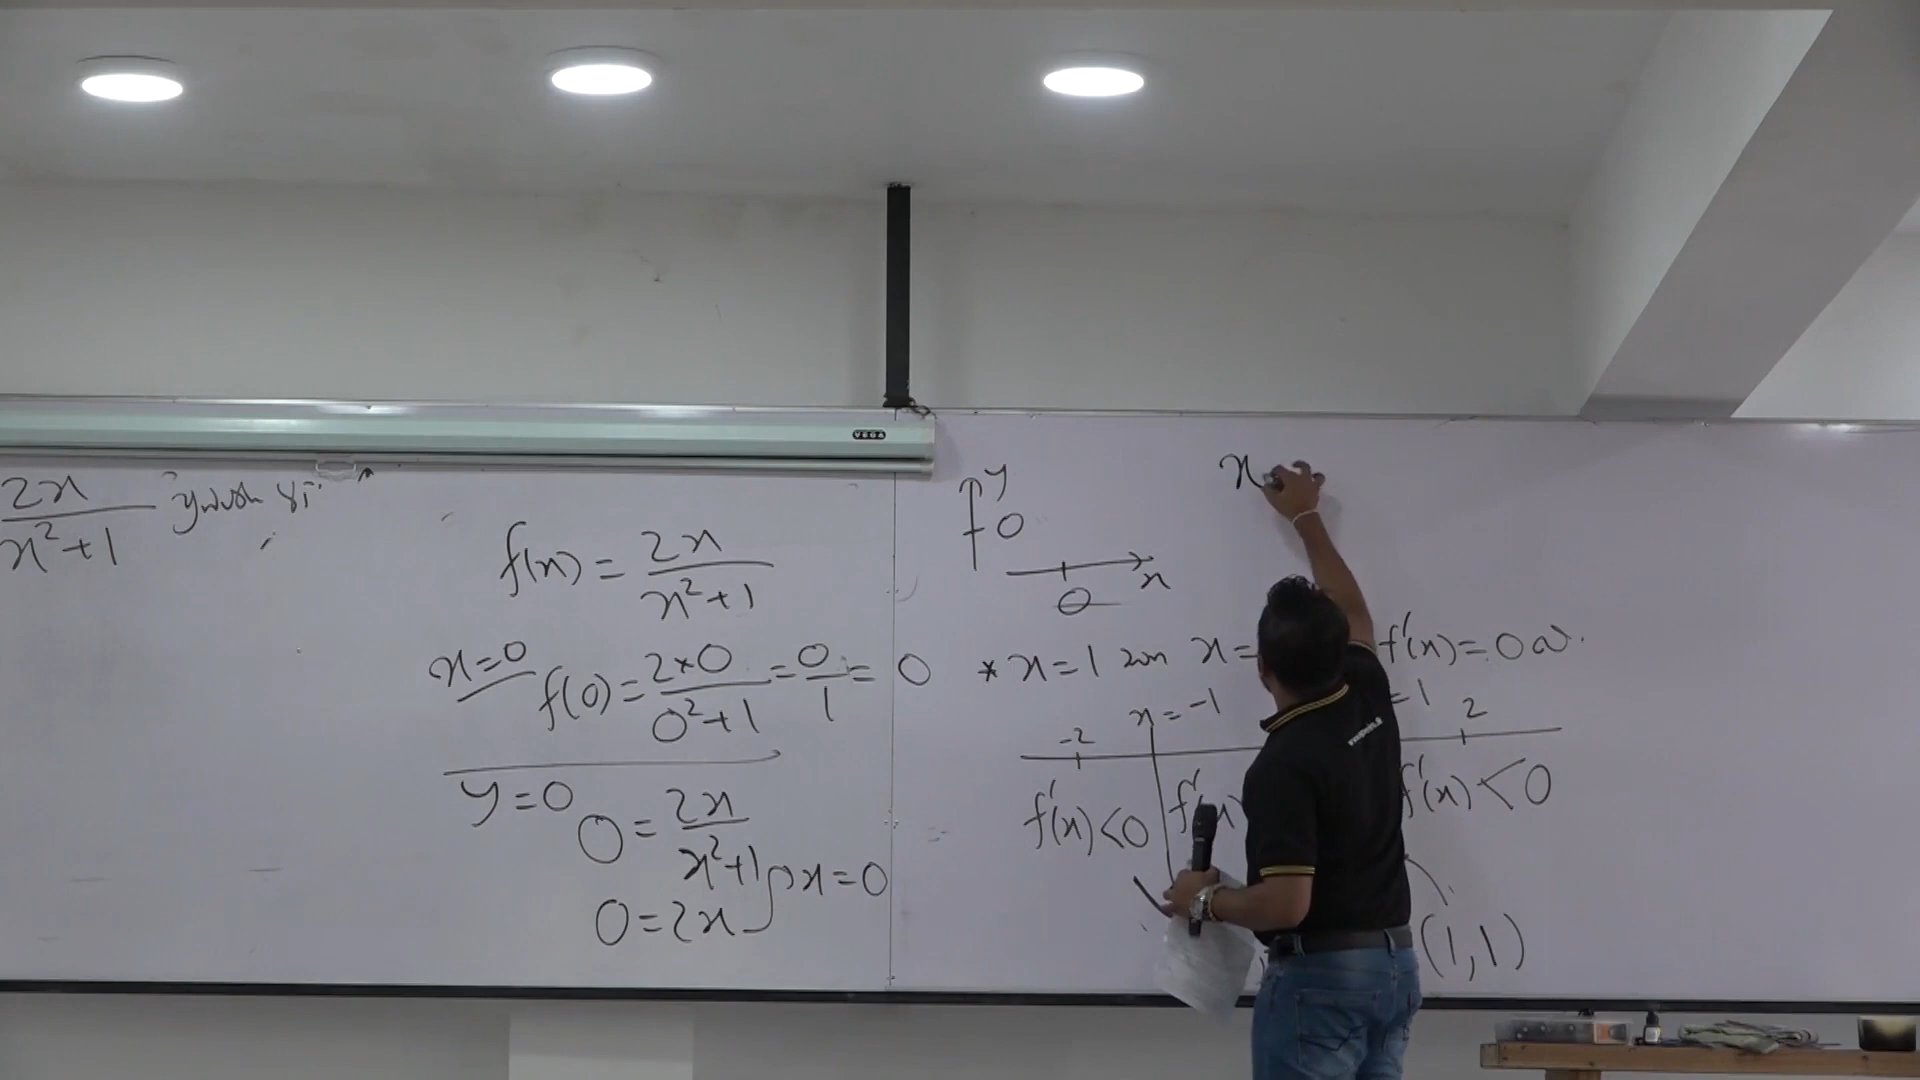 VEGA
2x
x²+1
f(x) = 2x / x²+1
x=0 f(0) = 2×0 / 0²+1 = 0/1 = 0
y=0 0 = 2x / x²+1
0=2x x=0
y
0
x
0
x
* x=1 x= f'(x)=0
-2 x=-1 =1 2
f'(x)<0 f'(x) f'(x)<0
(1,1)